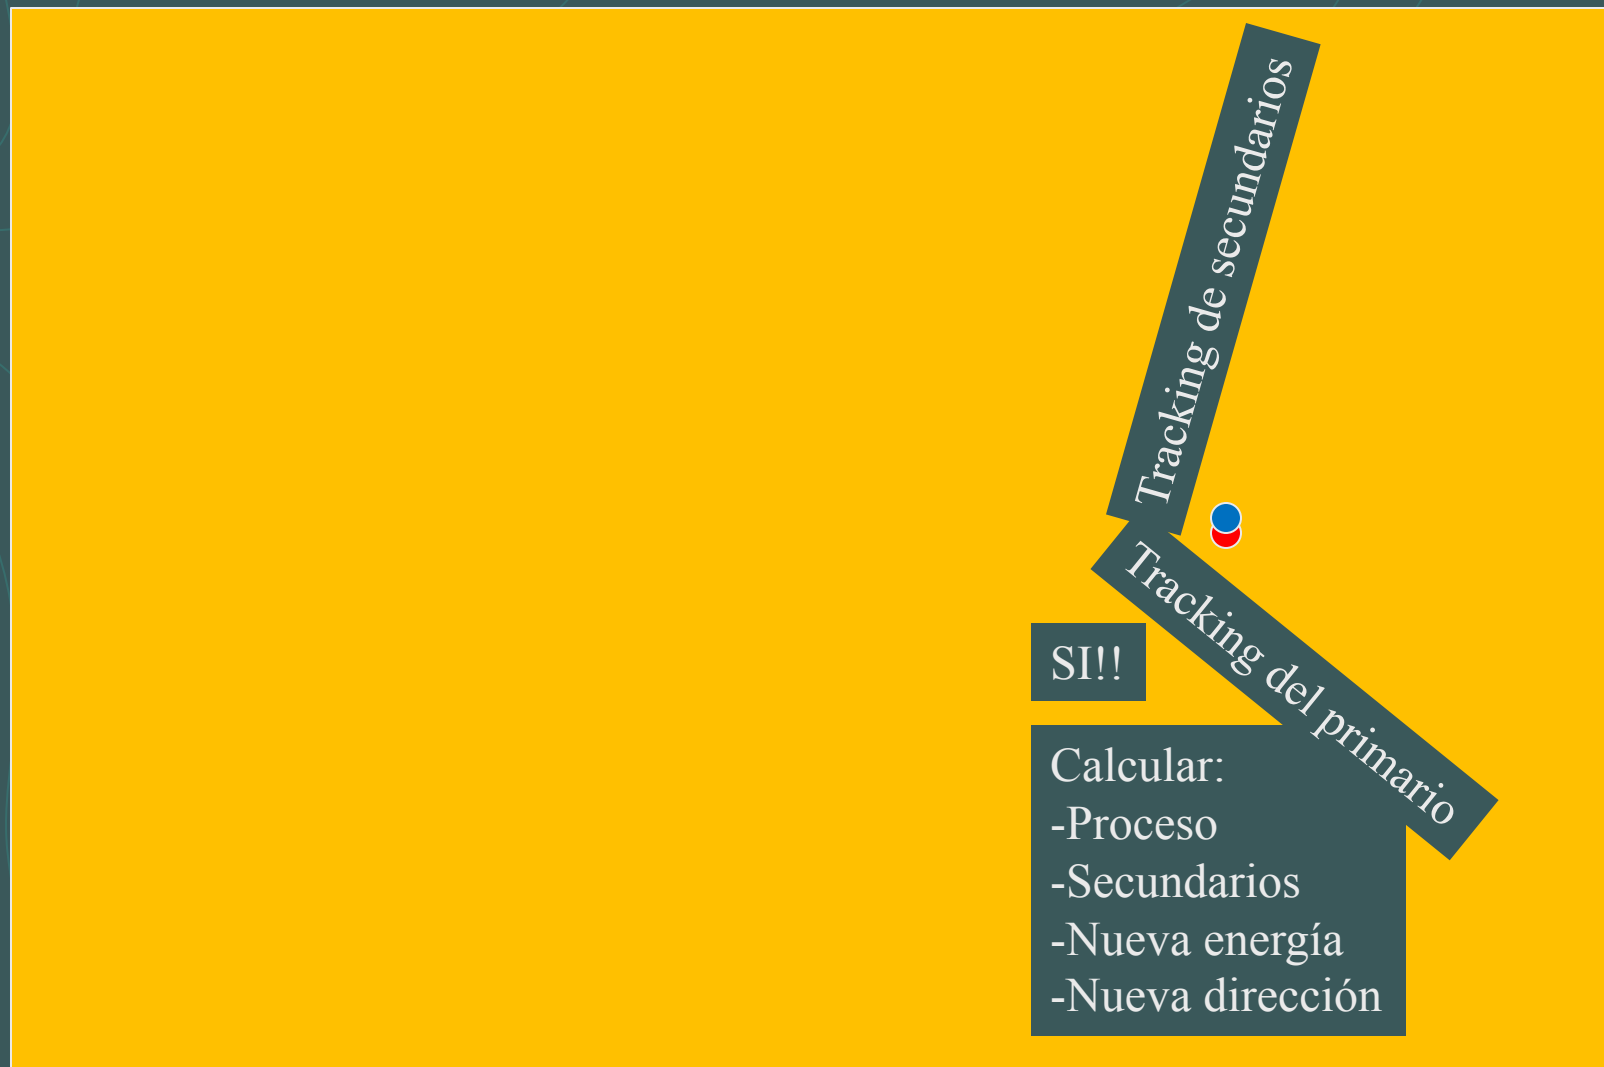 Tracking de secundarios
Tracking del primario
SI!!
Calcular:
-Proceso
-Secundarios
-Nueva energía
-Nueva dirección